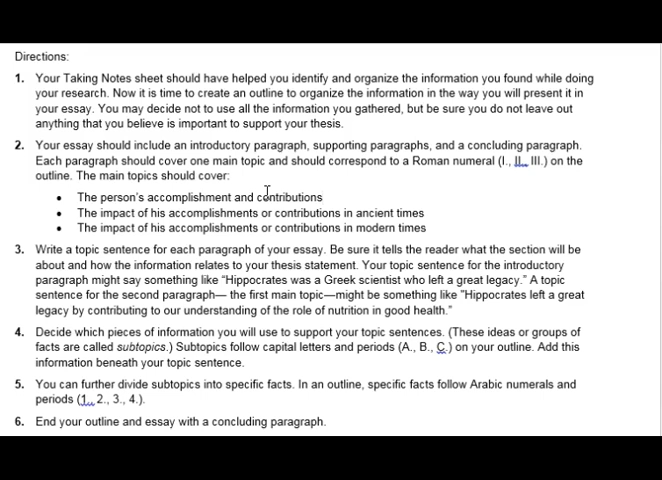 Directions:
1. Your Taking Notes sheet should have helped you identify and organize the information you found while doing
your research. Now it is time to create an outline to organize the information in the way you will present it in
your essay. You may decide not to use all the information you gathered, but be sure you do not leave out
anything that you believe is important to support your thesis.
2. Your essay should include an introductory paragraph, supporting paragraphs, and a concluding paragraph.
Each paragraph should cover one main topic and should correspond to a Roman numeral (I., II., III.) on the
outline. The main topics should cover:
• The person's accomplishment and contributions
• The impact of his accomplishments or contributions in ancient times
• The impact of his accomplishments or contributions in modern times
3. Write a topic sentence for each paragraph of your essay. Be sure it tells the reader what the section will be
about and how the information relates to your thesis statement. Your topic sentence for the introductory
paragraph might say something like “Hippocrates was a Greek scientist who left a great legacy.” A topic
sentence for the second paragraph— the first main topic—might be something like "Hippocrates left a great
legacy by contributing to our understanding of the role of nutrition in good health."
4. Decide which pieces of information you will use to support your topic sentences. (These ideas or groups of
facts are called subtopics.) Subtopics follow capital letters and periods (A., B., C.) on your outline. Add this
information beneath your topic sentence.
5. You can further divide subtopics into specific facts. In an outline, specific facts follow Arabic numerals and
periods (1., 2., 3., 4.).
6. End your outline and essay with a concluding paragraph.